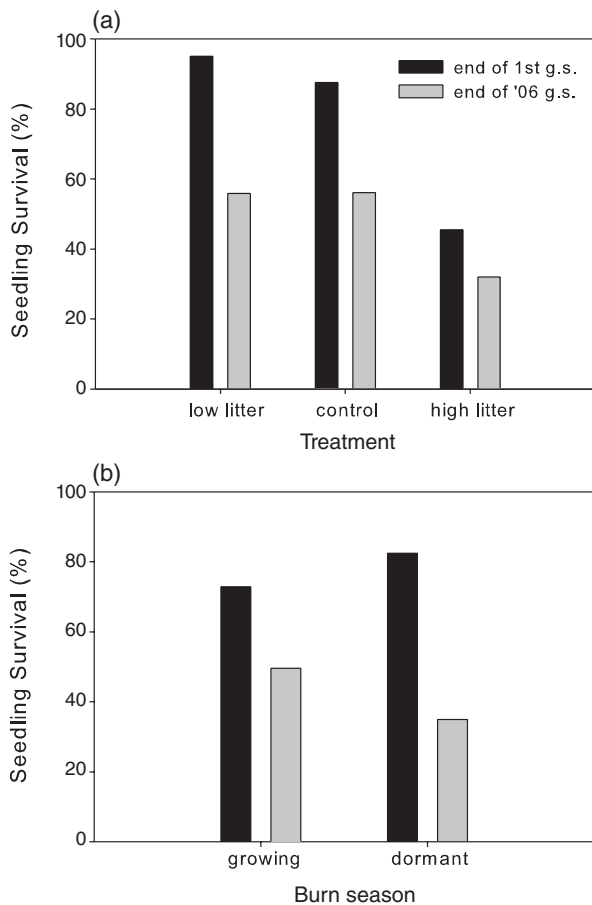 (a)
100
80
60
40
20
0
Seedling Survival (%)
end of 1st g.s.
end of '06 g.s.
low litter control high litter
Treatment
(b)
100
80
60
40
20
0
Seedling Survival (%)
growing dormant
Burn season